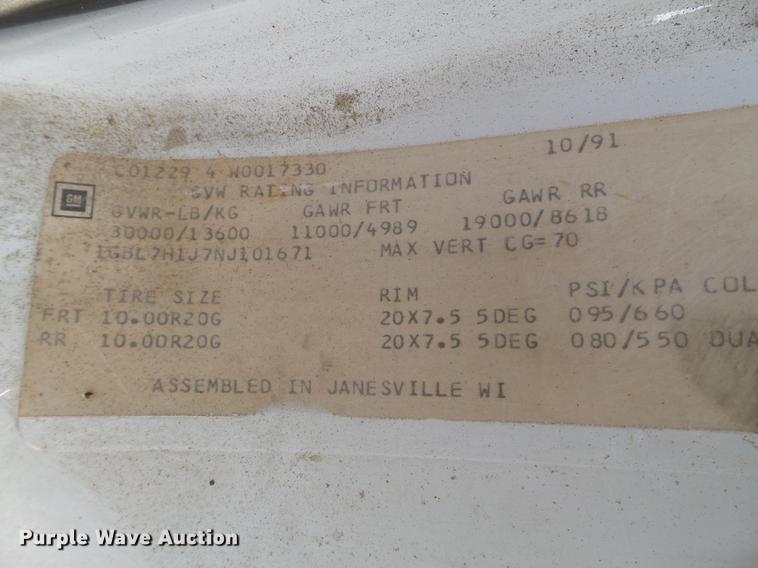 10/91
C01229 4 W0017330
GVW RATING INFORMATION
GM
GVWR-LB/KG GAWR FRT GAWR RR
30000/13600 11000/4989 19000/8618
1GBL7H1J7NJ101671 MAX VERT CG=70
TIRE SIZE RIM PSI/KPA COL
FRT 10.00R20G 20X7.5 5DEG 095/660
RR 10.00R20G 20X7.5 5DEG 080/550 DUA
ASSEMBLED IN JANESVILLE WI
Purple Wave Auction